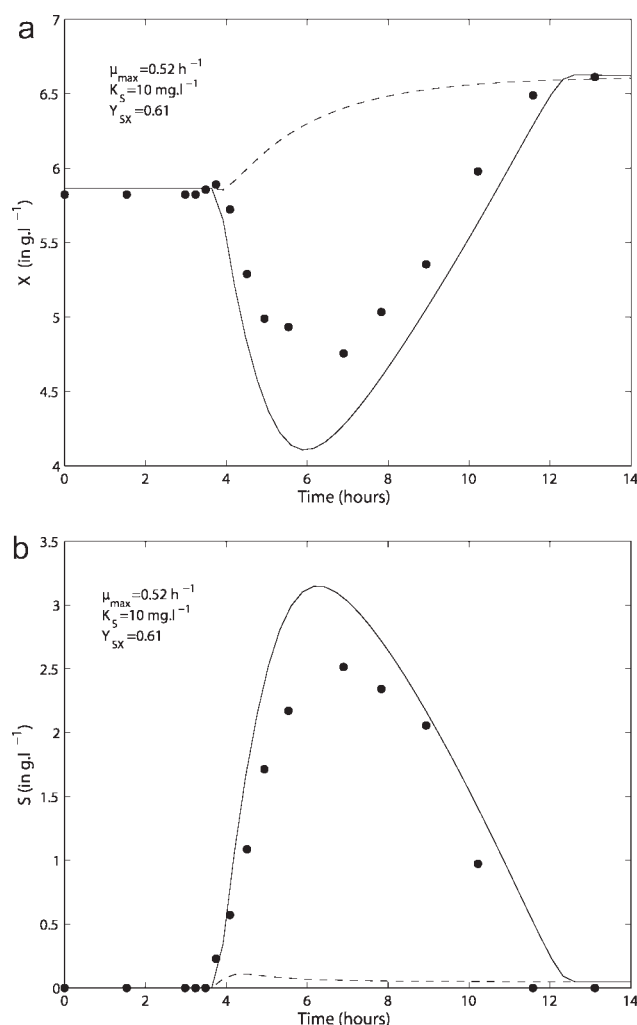 a
7
μmax=0.52 h⁻¹
KS=10 mg.l⁻¹
YSX=0.61
6.5
6
5.5
5
4.5
4
X (in g.l⁻¹)
0 2 4 6 8 10 12 14
Time (hours)
b
3.5
μmax=0.52 h⁻¹
KS=10 mg.l⁻¹
YSX=0.61
3
2.5
2
1.5
1
0.5
0
S (in g.l⁻¹)
0 2 4 6 8 10 12 14
Time (hours)